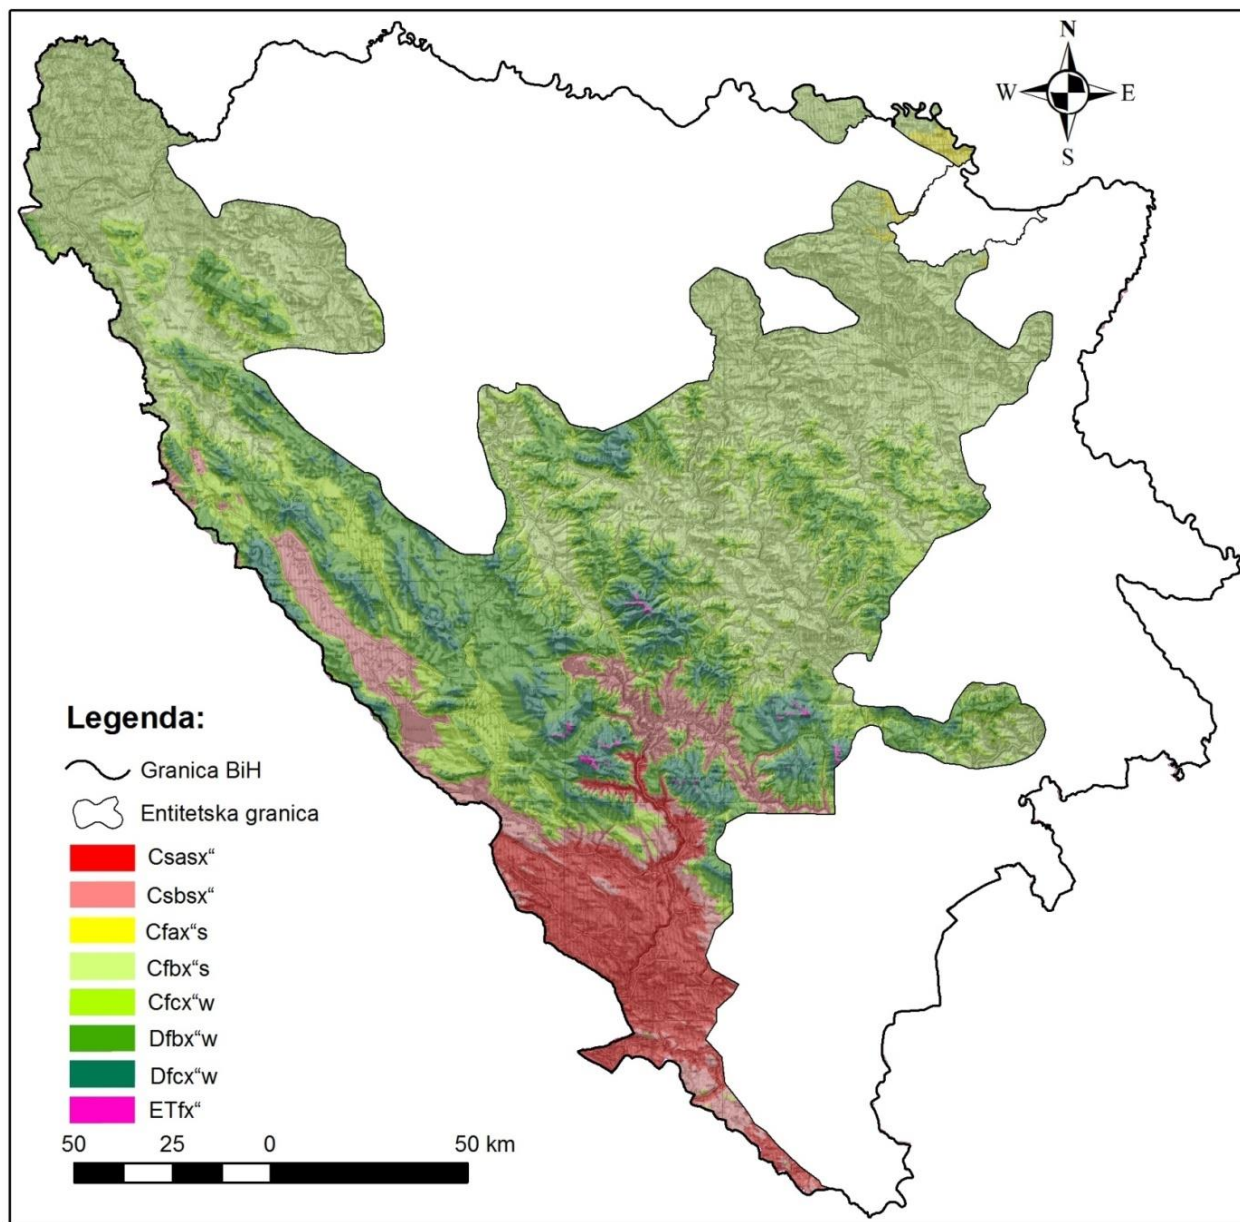 N
W E
S
Legenda:
Granica BiH
Entitetska granica
Csasx“
Csbsx“
Cfax“s
Cfbx“s
Cfcx“w
Dfbx“w
Dfcx“w
ETfx“
50 25 0 50 km